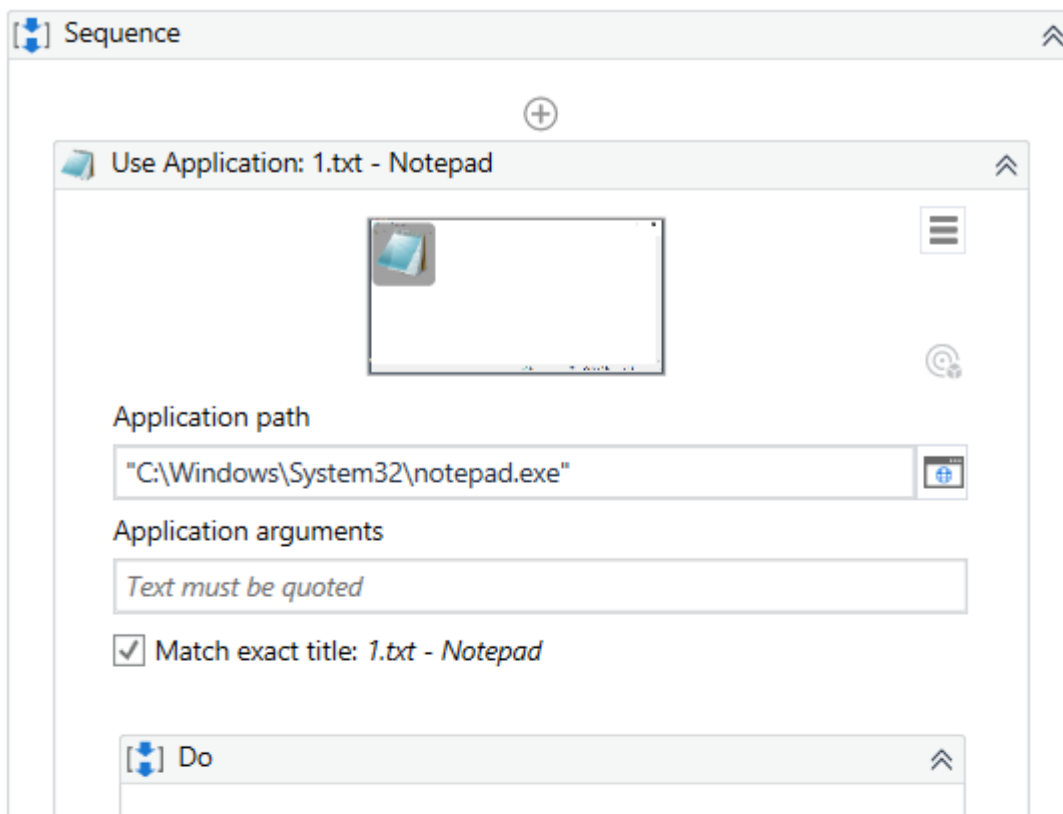 Sequence
Use Application: 1.txt - Notepad
Application path
"C:\Windows\System32\notepad.exe"
Application arguments
Text must be quoted
Match exact title: 1.txt - Notepad
Do